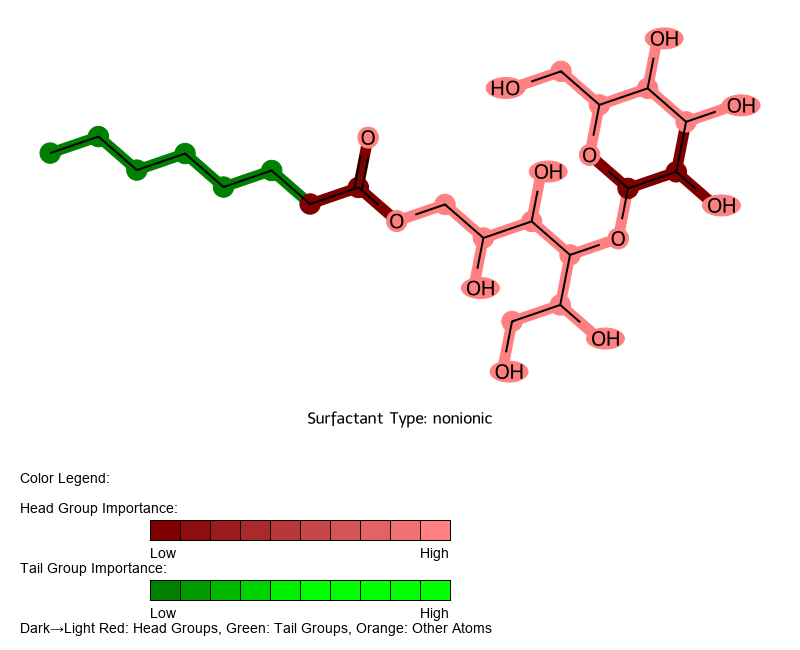 OH
HO
OH
O
OH
OH
O
O
OH
O
OH
OH
OH
Surfactant Type: nonionic
Color Legend:
Head Group Importance:
Low High
Tail Group Importance:
Low High
Dark→Light Red: Head Groups, Green: Tail Groups, Orange: Other Atoms